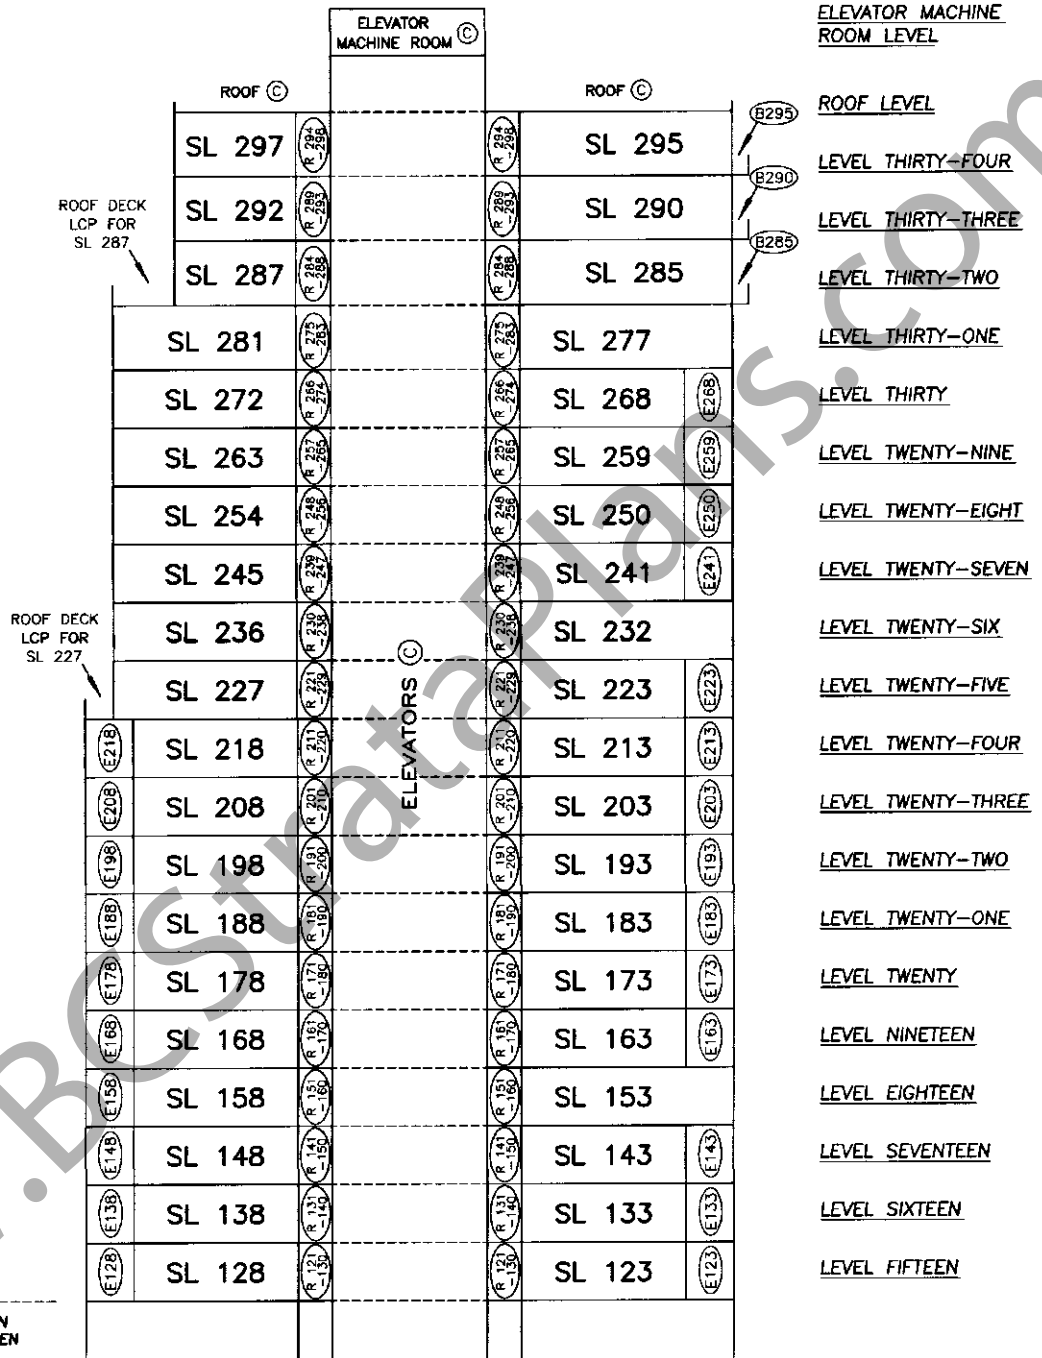 ELEVATOR
MACHINE ROOM C
ELEVATOR MACHINE
ROOM LEVEL
ROOF C
ROOF C
ROOF LEVEL
SL 297
R 294
-298
R 294
-298
SL 295
B295
LEVEL THIRTY-FOUR
ROOF DECK
LCP FOR
SL 287
SL 292
R 289
-293
R 289
-293
SL 290
B290
LEVEL THIRTY-THREE
SL 287
R 284
-288
R 284
-288
SL 285
B285
LEVEL THIRTY-TWO
SL 281
R 275
-283
R 275
-283
SL 277
LEVEL THIRTY-ONE
SL 272
R 266
-274
R 266
-274
SL 268
E268
LEVEL THIRTY
SL 263
R 257
-265
R 257
-265
SL 259
E259
LEVEL TWENTY-NINE
SL 254
R 248
-256
R 248
-256
SL 250
E250
LEVEL TWENTY-EIGHT
SL 245
R 239
-247
R 239
-247
SL 241
E241
LEVEL TWENTY-SEVEN
ROOF DECK
LCP FOR
SL 227
SL 236
R 230
-238
R 230
-238
SL 232
LEVEL TWENTY-SIX
SL 227
R 221
-229
ELEVATORS C
R 221
-229
SL 223
E223
LEVEL TWENTY-FIVE
E218
SL 218
R 211
-220
R 211
-220
SL 213
E213
LEVEL TWENTY-FOUR
E208
SL 208
R 201
-210
R 201
-210
SL 203
E203
LEVEL TWENTY-THREE
E198
SL 198
R 191
-200
R 191
-200
SL 193
E193
LEVEL TWENTY-TWO
E188
SL 188
R 181
-190
R 181
-190
SL 183
E183
LEVEL TWENTY-ONE
E178
SL 178
R 171
-180
R 171
-180
SL 173
E173
LEVEL TWENTY
E168
SL 168
R 161
-170
R 161
-170
SL 163
E163
LEVEL NINETEEN
E158
SL 158
R 151
-160
R 151
-160
SL 153
LEVEL EIGHTEEN
E148
SL 148
R 141
-150
R 141
-150
SL 143
E143
LEVEL SEVENTEEN
E138
SL 138
R 131
-140
R 131
-140
SL 133
E133
LEVEL SIXTEEN
E128
SL 128
R 121
-130
R 121
-130
SL 123
E123
LEVEL FIFTEEN
N
EN
.BCStrataPlans.com